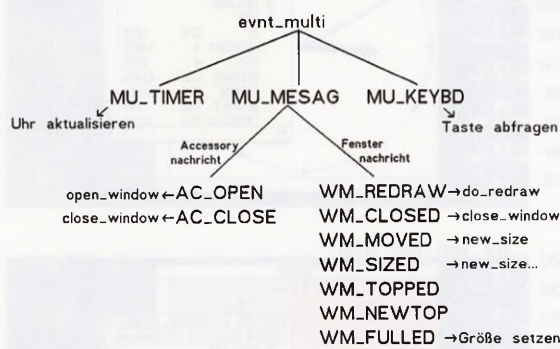 evnt_multi
MU_TIMER MU_MESAG MU_KEYBD
Uhr aktualisieren
Taste abfragen
Accessory
nachricht
Fenster
nachricht
open_window←AC_OPEN
close_window←AC_CLOSE
WM_REDRAW→do_redraw
WM_CLOSED→close_window
WM_MOVED →new_size
WM_SIZED →new_size...
WM_TOPPED
WM_NEWTOP
WM_FULLED →Größe setzen